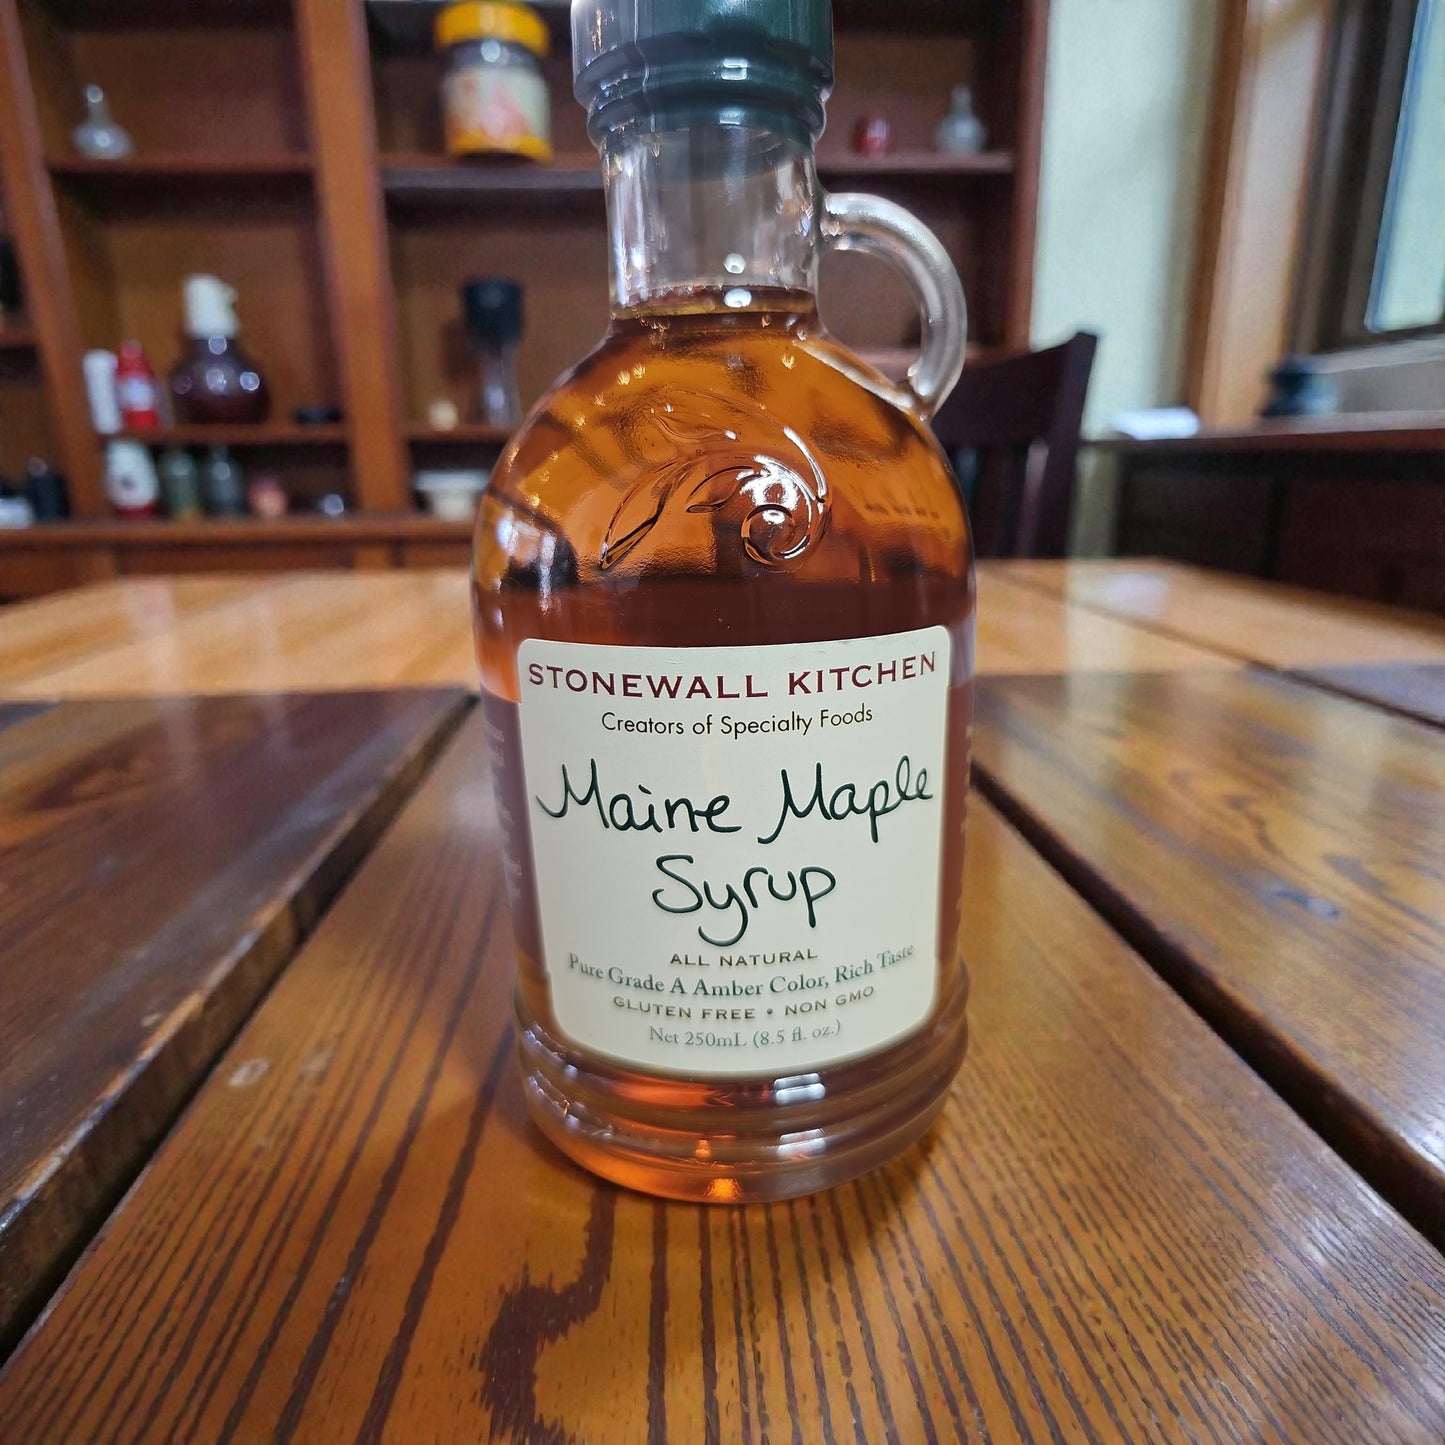 STONEWALL KITCHEN
Creators of Specialty Foods
Maine Maple
Syrup
ALL NATURAL
Pure Grade A Amber Color, Rich Taste
GLUTEN FREE • NON GMO
Net 250mL (8.5 fl. oz.)